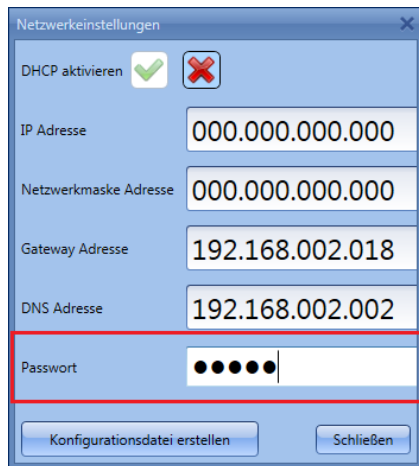 Netzwerkeinstellungen
DHCP aktivieren
IP Adresse 000.000.000.000
Netzwerkmaske Adresse 000.000.000.000
Gateway Adresse 192.168.002.018
DNS Adresse 192.168.002.002
Passwort ●●●●●
Konfigurationsdatei erstellen Schließen